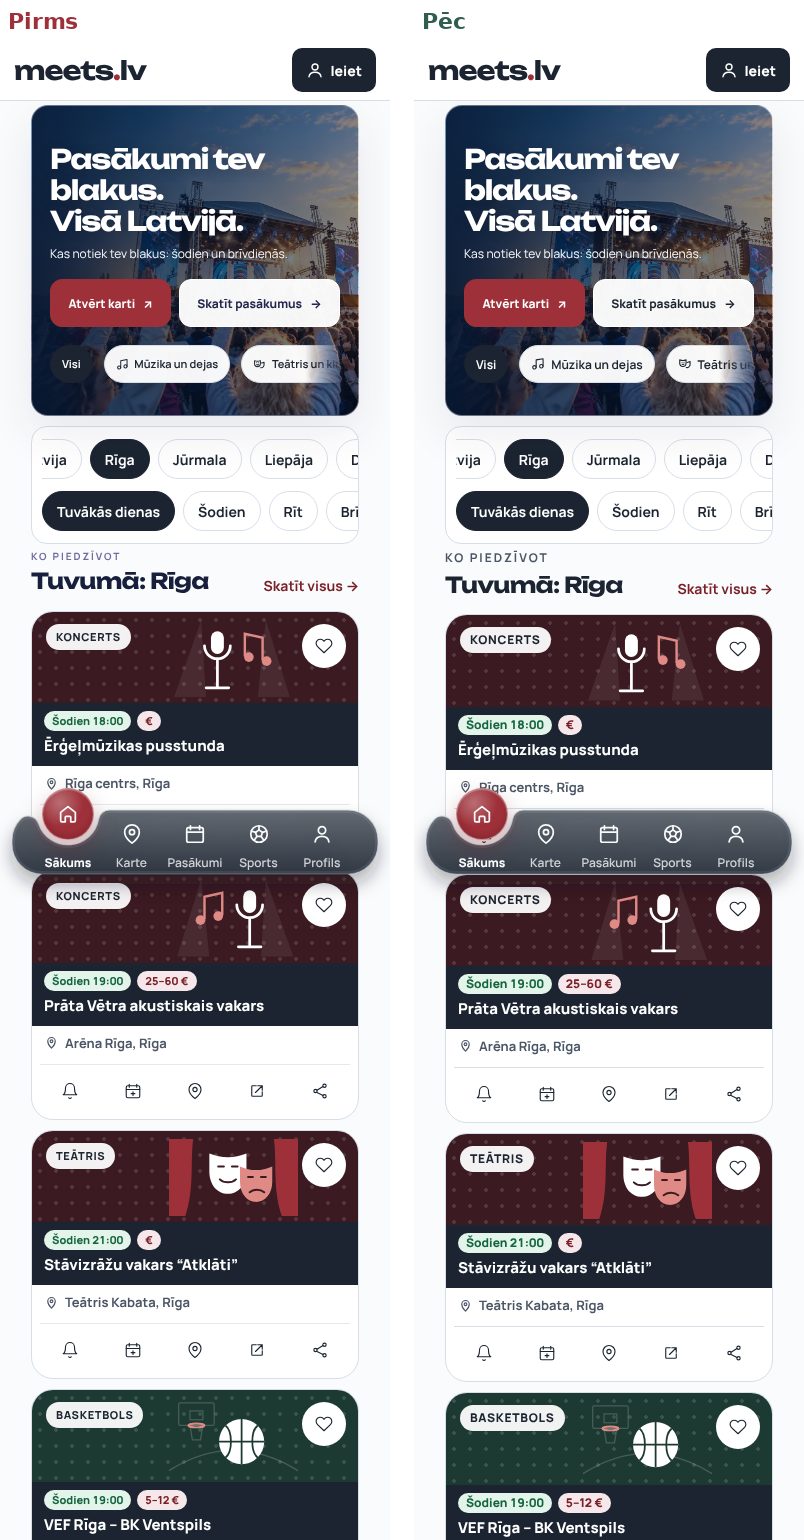 Pirms
meets.lv
Ieiet
Pasākumi tev
blakus.
Visā Latvijā.
Kas notiek tev blakus: šodien un brīvdienās.
Atvērt karti
Skatīt pasākumus →
Visi
Mūzika un dejas
Teātris un
Rīga
Jūrmala
Liepāja
Tuvākās dienas
Šodien
Rīt
KO PIEDZĪVOT
Tuvumā: Rīga
Skatīt visus →
KONCERTS
Šodien 18:00
€
Ērģeļmūzikas pusstunda
Rīga centrs, Rīga
Sākums
Karte
Pasākumi
Sports
Profils
KONCERTS
Šodien 19:00
25–60 €
Prāta Vētra akustiskais vakars
Arēna Rīga, Rīga
TEĀTRIS
Šodien 21:00
€
Stāvizrāžu vakars “Atklāti”
Teātris Kabata, Rīga
BASKETBOLS
Šodien 19:00
5–12 €
VEF Rīga – BK Ventspils
Pēc
meets.lv
Ieiet
Pasākumi tev
blakus.
Visā Latvijā.
Kas notiek tev blakus: šodien un brīvdienās.
Atvērt karti
Skatīt pasākumus →
Visi
Mūzika un dejas
Teātris
Rīga
Jūrmala
Liepāja
Tuvākās dienas
Šodien
Rīt
KO PIEDZĪVOT
Tuvumā: Rīga
Skatīt visus →
KONCERTS
Šodien 18:00
€
Ērģeļmūzikas pusstunda
Rīga centrs, Rīga
Sākums
Karte
Pasākumi
Sports
Profils
KONCERTS
Šodien 19:00
25–60 €
Prāta Vētra akustiskais vakars
Arēna Rīga, Rīga
TEĀTRIS
Šodien 21:00
€
Stāvizrāžu vakars “Atklāti”
Teātris Kabata, Rīga
BASKETBOLS
Šodien 19:00
5–12 €
VEF Rīga – BK Ventspils